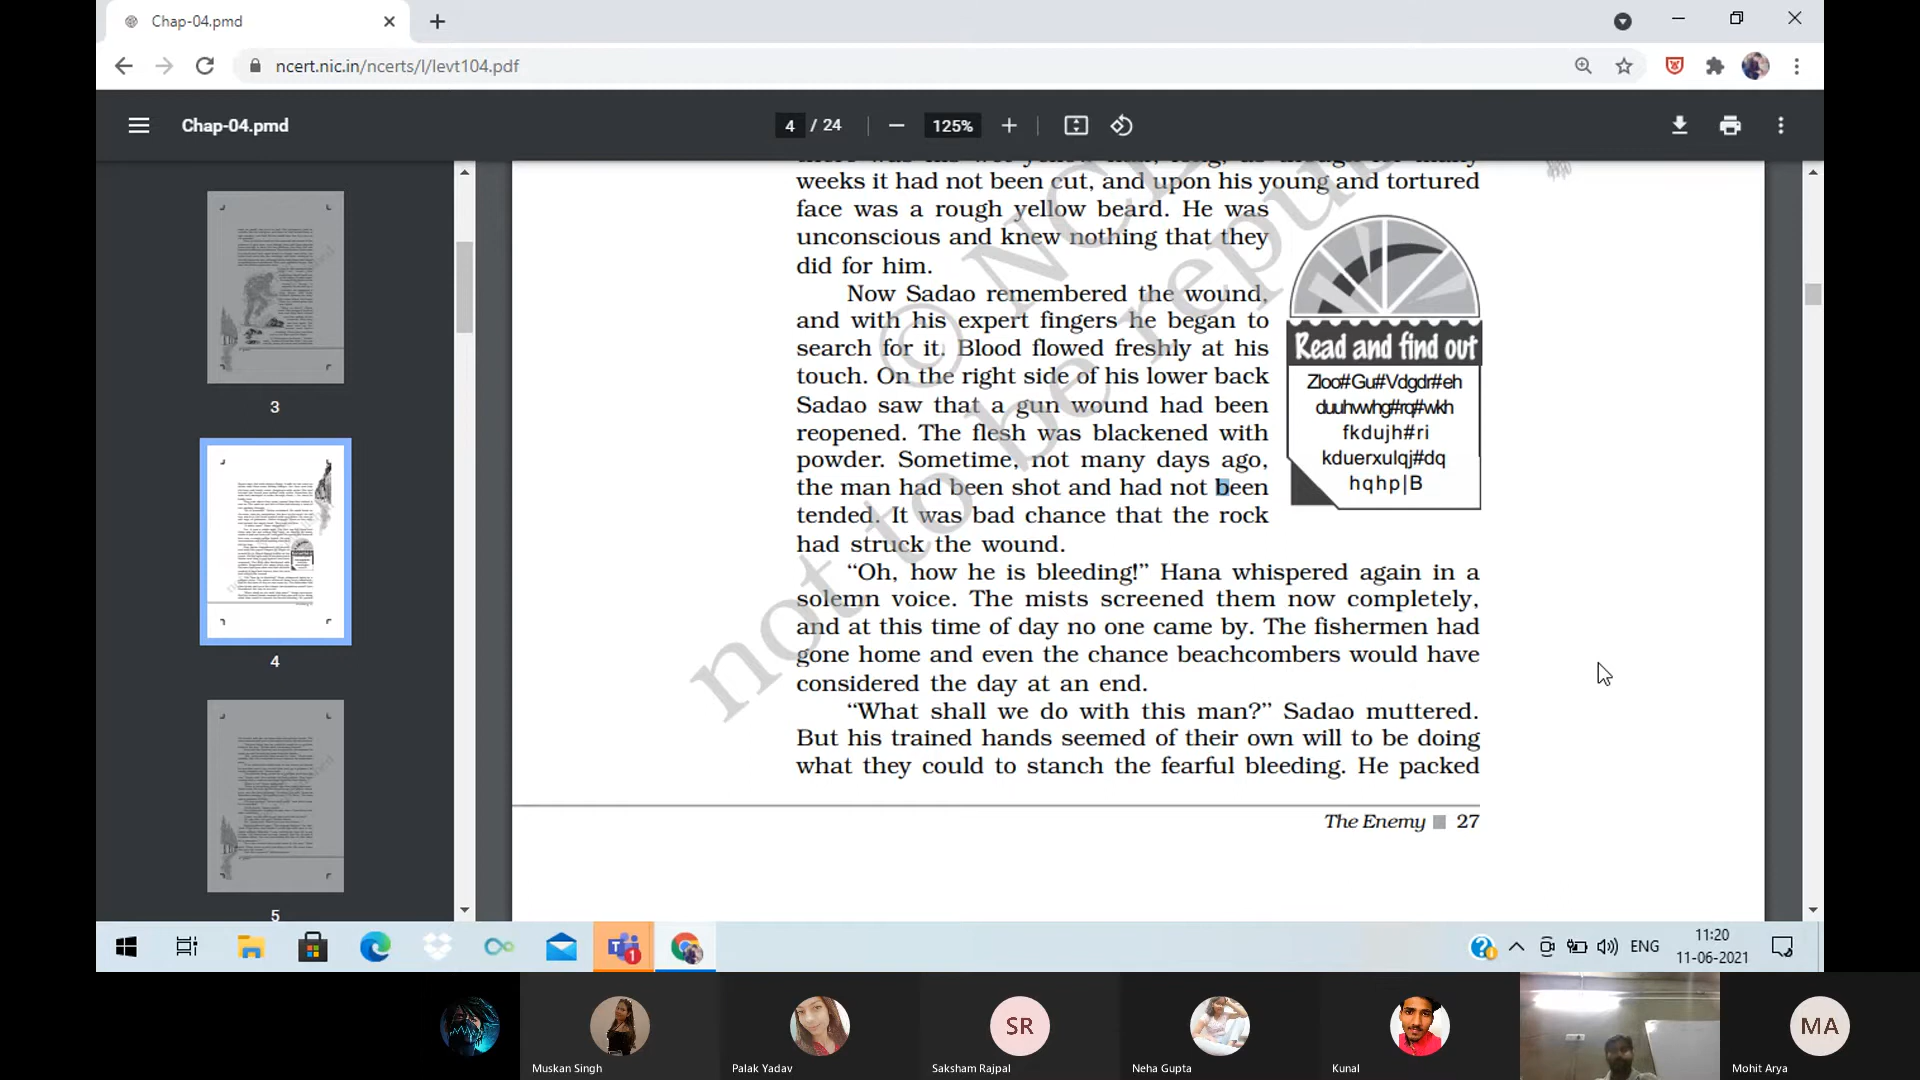 Chap-04.pmd
ncert.nic.in/ncerts/l/levt104.pdf
Chap-04.pmd
4 / 24
125%
3
4
5
weeks it had not been cut, and upon his young and tortured
face was a rough yellow beard. He was
unconscious and knew nothing that they
did for him.
Now Sadao remembered the wound,
and with his expert fingers he began to
search for it. Blood flowed freshly at his
touch. On the right side of his lower back
Sadao saw that a gun wound had been
reopened. The flesh was blackened with
powder. Sometime, not many days ago,
the man had been shot and had not been
tended. It was bad chance that the rock
had struck the wound.
Read and find out
Zloo#Gu#Vdgdr#eh
duuhvwhg#rq#wkh
fkdujh#ri
kduerxulqj#dq
hqhp|B
“Oh, how he is bleeding!” Hana whispered again in a
solemn voice. The mists screened them now completely,
and at this time of day no one came by. The fishermen had
gone home and even the chance beachcombers would have
considered the day at an end.
“What shall we do with this man?” Sadao muttered.
But his trained hands seemed of their own will to be doing
what they could to stanch the fearful bleeding. He packed
The Enemy 27
© NCE
not to be repu
ENG
11:20
11-06-2021
1
SR
MA
Muskan Singh
Palak Yadav
Saksham Rajpal
Neha Gupta
Kunal
Mohit Arya